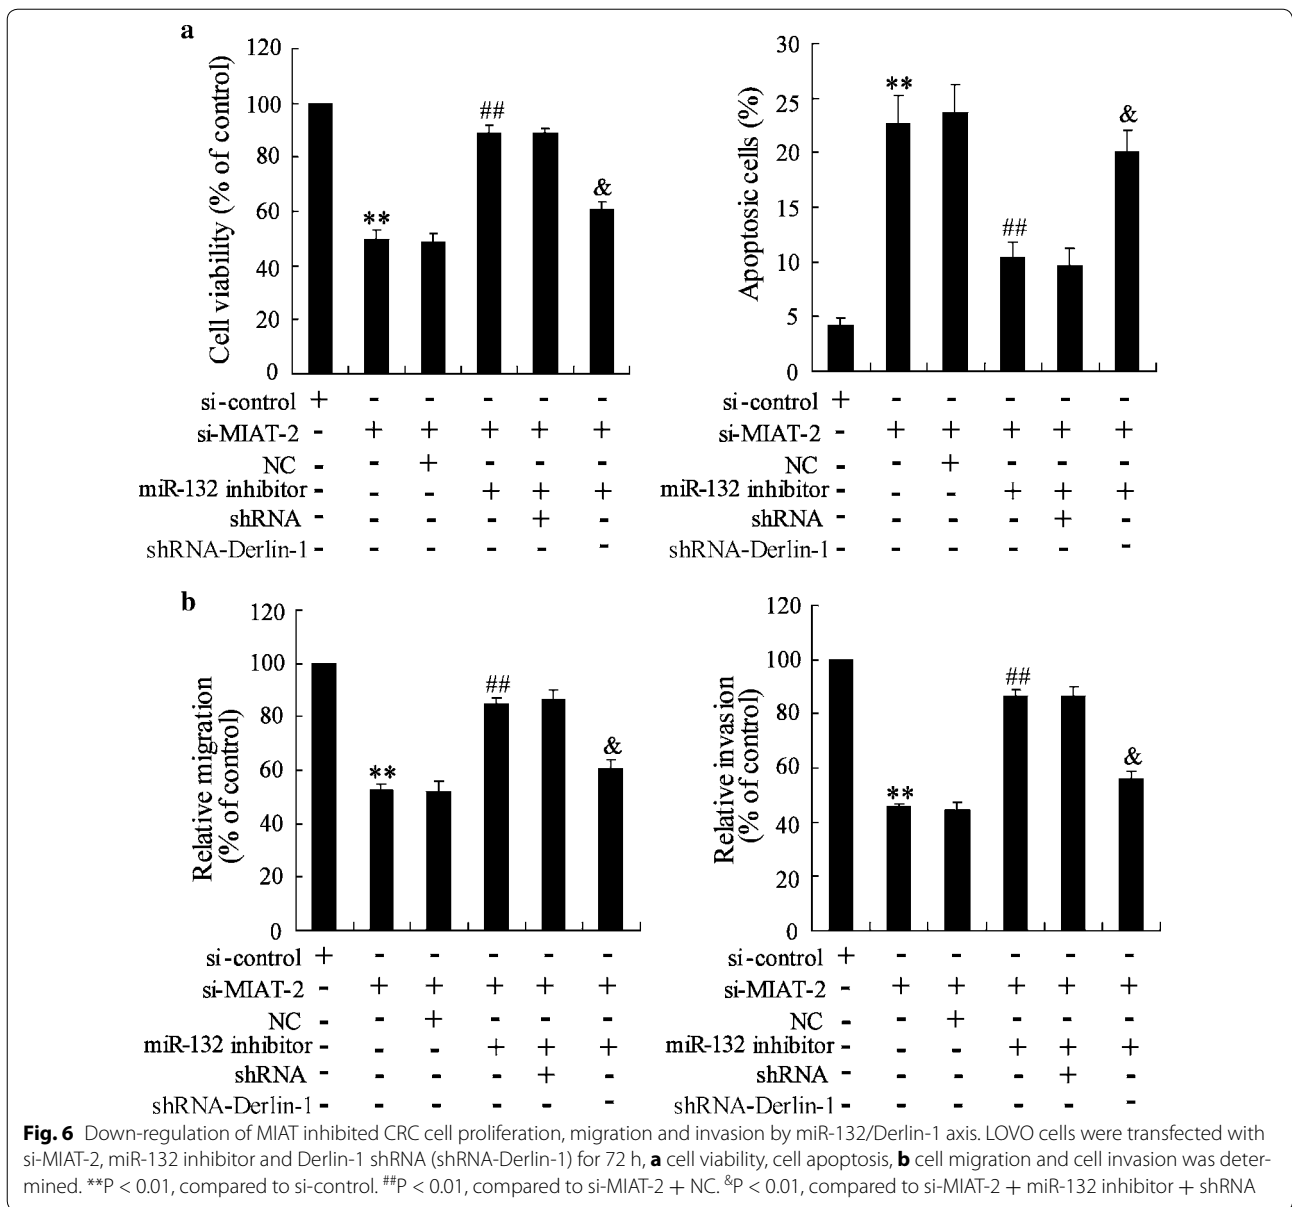 a
120
100
80
60
40
20
0
Cell viability (% of control)
**
##
&
si-control + - - - - -
si-MIAT-2 - + + + + +
NC - - + - - -
miR-132 inhibitor - - - + + +
shRNA - - - - + -
shRNA-Derlin-1 - - - - - -
30
25
20
15
10
5
0
Apoptosic cells (%)
**
##
&
si-control + - - - - -
si-MIAT-2 - + + + + +
NC - - + - - -
miR-132 inhibitor - - - + + +
shRNA - - - - + -
shRNA-Derlin-1 - - - - - -
b
120
100
80
60
40
20
0
Relative migration
(% of control)
**
##
&
si-control + - - - - -
si-MIAT-2 - + + + + +
NC - - + - - -
miR-132 inhibitor - - - + + +
shRNA - - - - + -
shRNA-Derlin-1 - - - - - -
120
100
80
60
40
20
0
Relative invasion
(% of control)
**
##
&
si-control + - - - - -
si-MIAT-2 - + + + + +
NC - - + - - -
miR-132 inhibitor - - - + + +
shRNA - - - - + -
shRNA-Derlin-1 - - - - - -
Fig. 6 Down-regulation of MIAT inhibited CRC cell proliferation, migration and invasion by miR-132/Derlin-1 axis. LOVO cells were transfected with
si-MIAT-2, miR-132 inhibitor and Derlin-1 shRNA (shRNA-Derlin-1) for 72 h, a cell viability, cell apoptosis, b cell migration and cell invasion was deter-
mined. **P < 0.01, compared to si-control. ##P < 0.01, compared to si-MIAT-2 + NC. &P < 0.01, compared to si-MIAT-2 + miR-132 inhibitor + shRNA